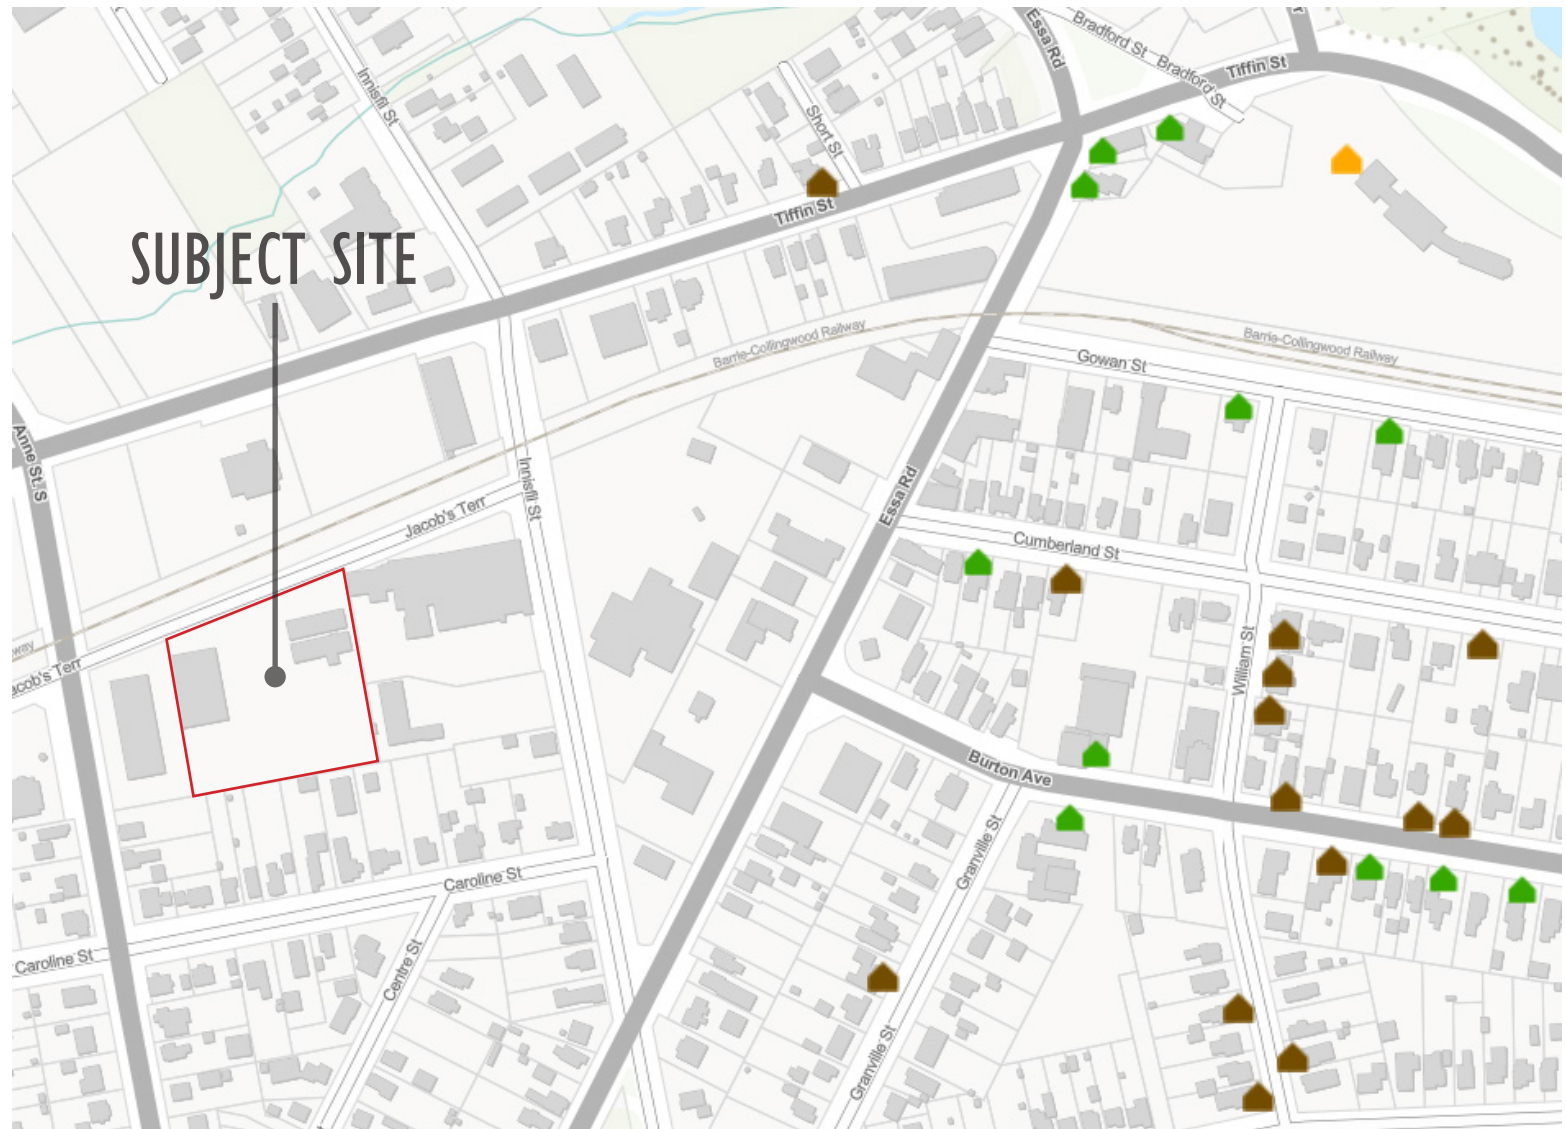 Essa Rd
Bradford St
Bradford St
Tiffin St
Innisfil St
Short St
Tiffin St
SUBJECT SITE
Barrie-Collingwood Railway
Barrie-Collingwood Railway
Gowan St
Anne St. S
Innisfil St
Essa Rd
Jacob's Terr
Cumberland St
way
acob's Terr
William St
Burton Ave
Granville St
Caroline St
Caroline St
Centre St
Granville St